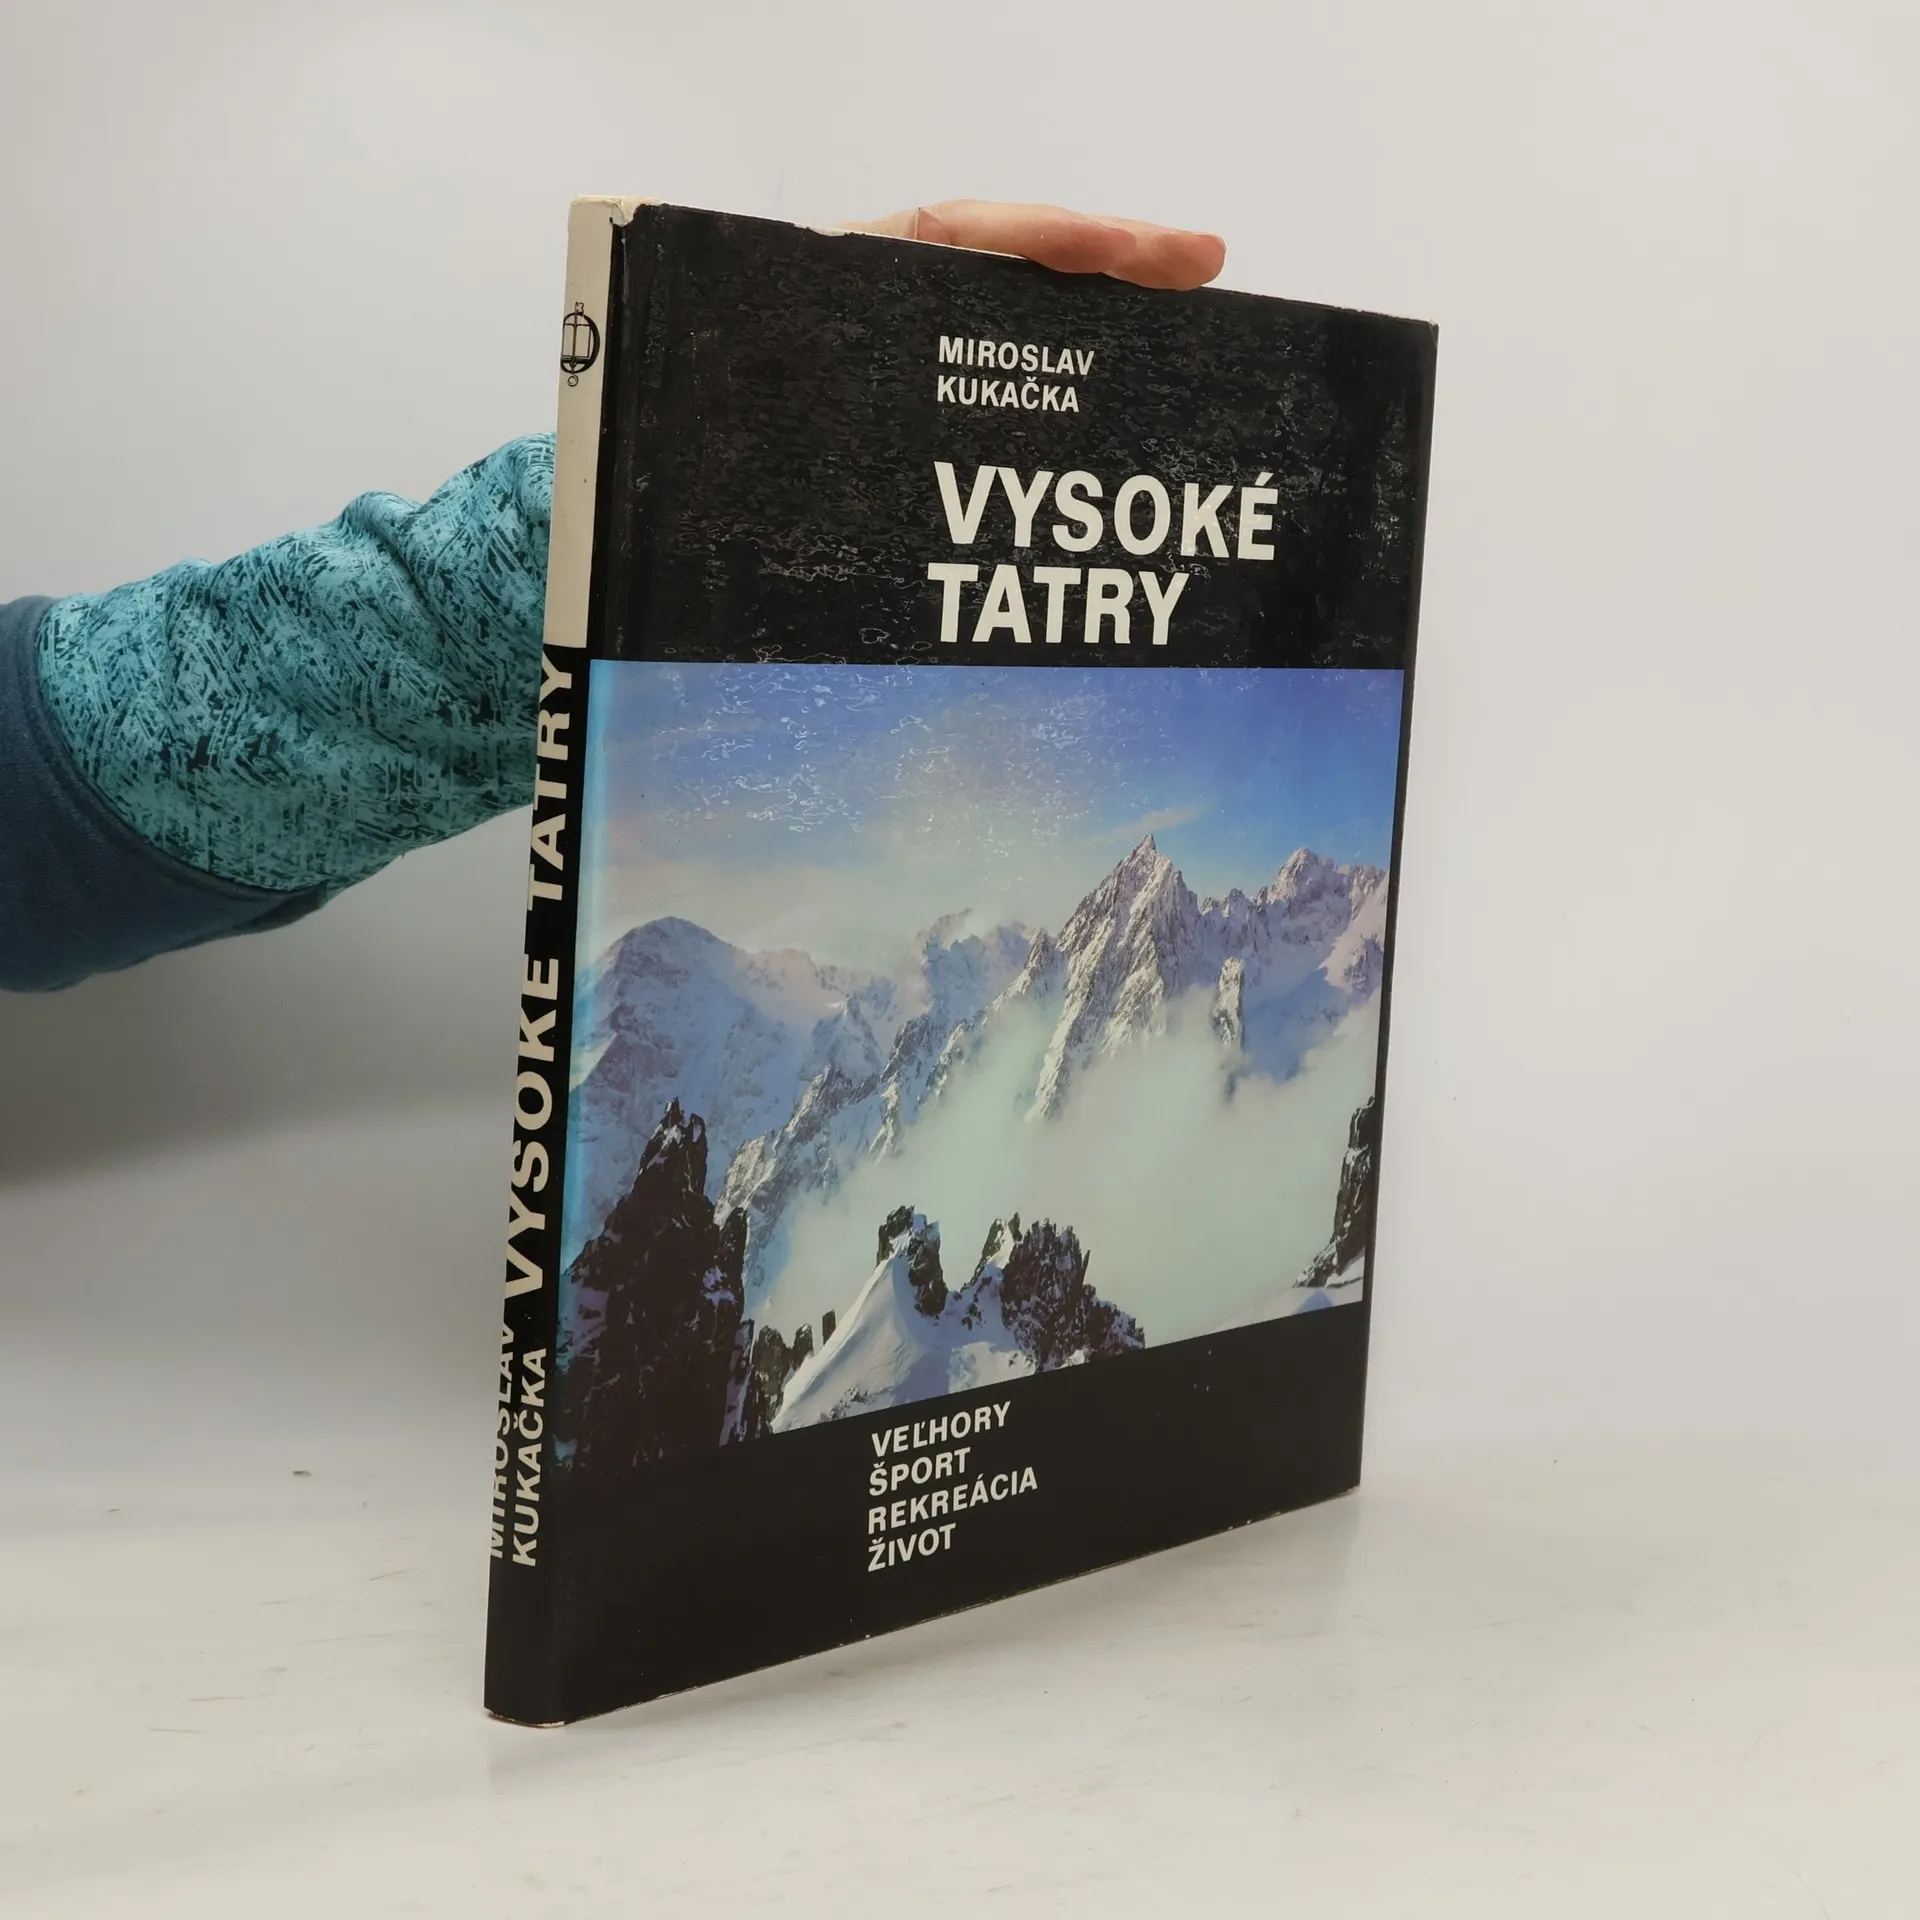 MIROSLAV
KUKAČKA
VYSOKÉ
TATRY
VEĽHORY
ŠPORT
REKREÁCIA
ŽIVOT
MIROSLAV
KUKAČKA
VYSOKÉ TATRY